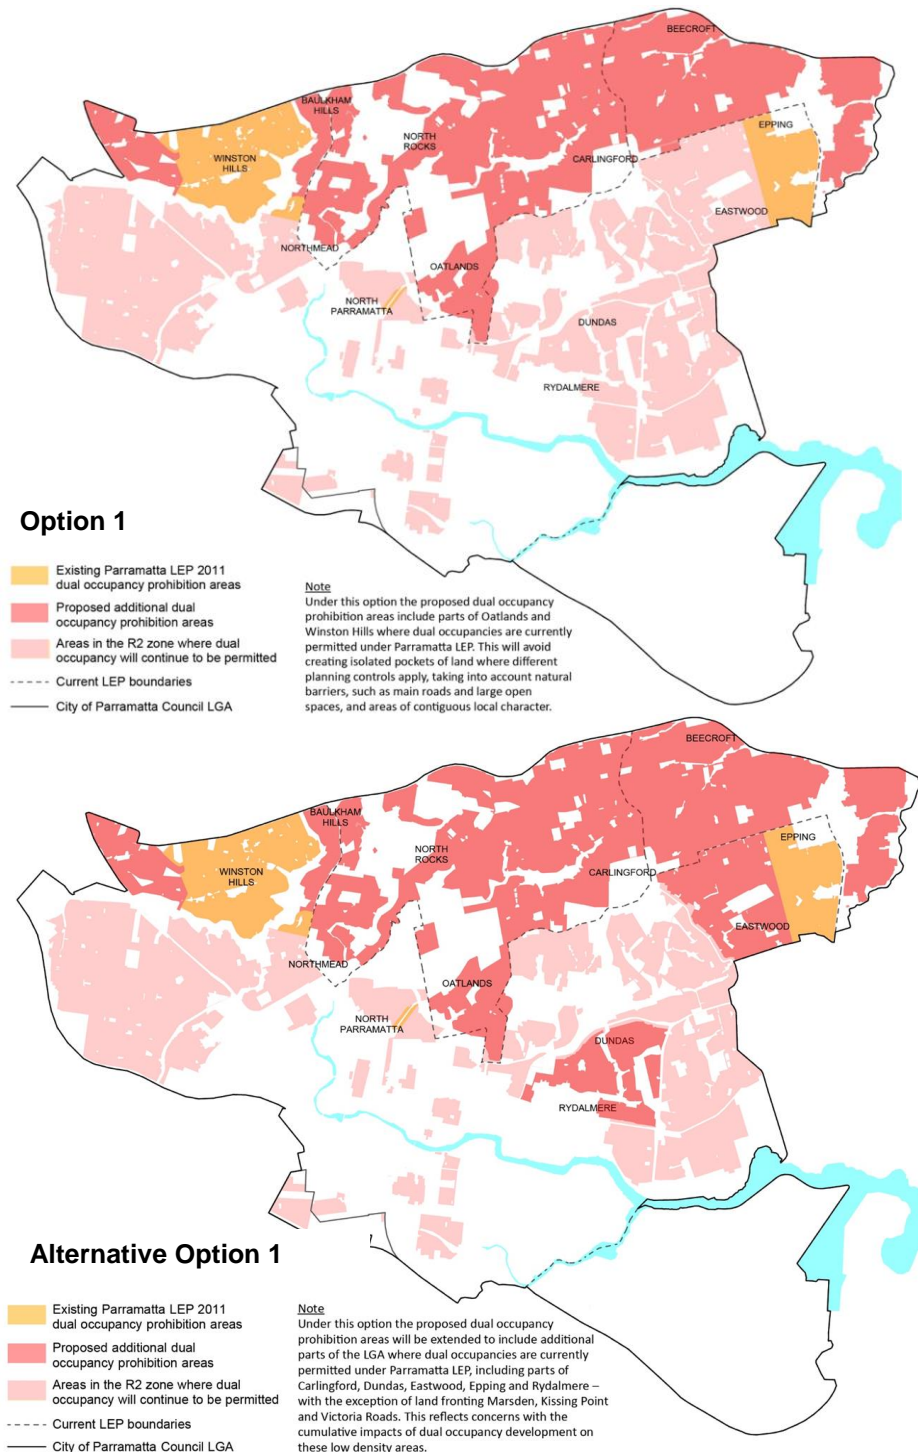 BEECROFT
BAULKHAM
HILLS
EPPING
NORTH
ROCKS
WINSTON
HILLS
CARLINGFORD
EASTWOOD
NORTHMEAD
OATLANDS
NORTH
PARRAMATTA
DUNDAS
RYDALMERE
Option 1
Existing Parramatta LEP 2011
dual occupancy prohibition areas
Proposed additional dual
occupancy prohibition areas
Areas in the R2 zone where dual
occupancy will continue to be permitted
Current LEP boundaries
City of Parramatta Council LGA
Note
Under this option the proposed dual occupancy
prohibition areas include parts of Oatlands and
Winston Hills where dual occupancies are currently
permitted under Parramatta LEP. This will avoid
creating isolated pockets of land where different
planning controls apply, taking into account natural
barriers, such as main roads and large open
spaces, and areas of contiguous local character.
BEECROFT
BAULKHAM
HILLS
EPPING
NORTH
ROCKS
WINSTON
HILLS
CARLINGFORD
EASTWOOD
NORTHMEAD
OATLANDS
NORTH
PARRAMATTA
DUNDAS
RYDALMERE
Alternative Option 1
Existing Parramatta LEP 2011
dual occupancy prohibition areas
Proposed additional dual
occupancy prohibition areas
Areas in the R2 zone where dual
occupancy will continue to be permitted
Current LEP boundaries
City of Parramatta Council LGA
Note
Under this option the proposed dual occupancy
prohibition areas will be extended to include additional
parts of the LGA where dual occupancies are currently
permitted under Parramatta LEP, including parts of
Carlingford, Dundas, Eastwood, Epping and Rydalmere –
with the exception of land fronting Marsden, Kissing Point
and Victoria Roads. This reflects concerns with the
cumulative impacts of dual occupancy development on
these low density areas.